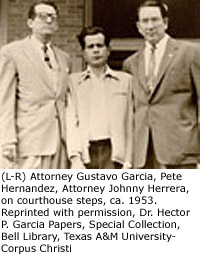 (L-R) Attorney Gustavo Garcia, Pete
Hernandez, Attorney Johnny Herrera,
on courthouse steps, ca. 1953.
Reprinted with permission, Dr. Hector
P. Garcia Papers, Special Collection,
Bell Library, Texas A&M University-
Corpus Christi